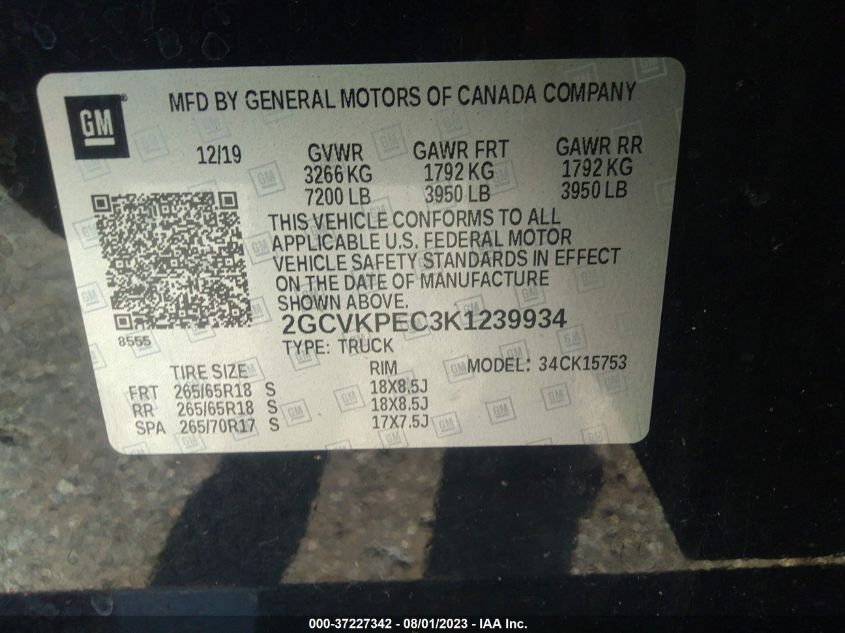 GM
MFD BY GENERAL MOTORS OF CANADA COMPANY
12/19 GVWR GAWR FRT GAWR RR
3266 KG 1792 KG 1792 KG
7200 LB 3950 LB 3950 LB
THIS VEHICLE CONFORMS TO ALL
APPLICABLE U.S. FEDERAL MOTOR
VEHICLE SAFETY STANDARDS IN EFFECT
ON THE DATE OF MANUFACTURE
SHOWN ABOVE.
8555
2GCVKPEC3K1239934
TYPE: TRUCK
TIRE SIZE RIM MODEL: 34CK15753
FRT 265/65R18 S 18X8.5J
RR 265/65R18 S 18X8.5J
SPA 265/70R17 S 17X7.5J
000-37227342 - 08/01/2023 - IAA Inc.